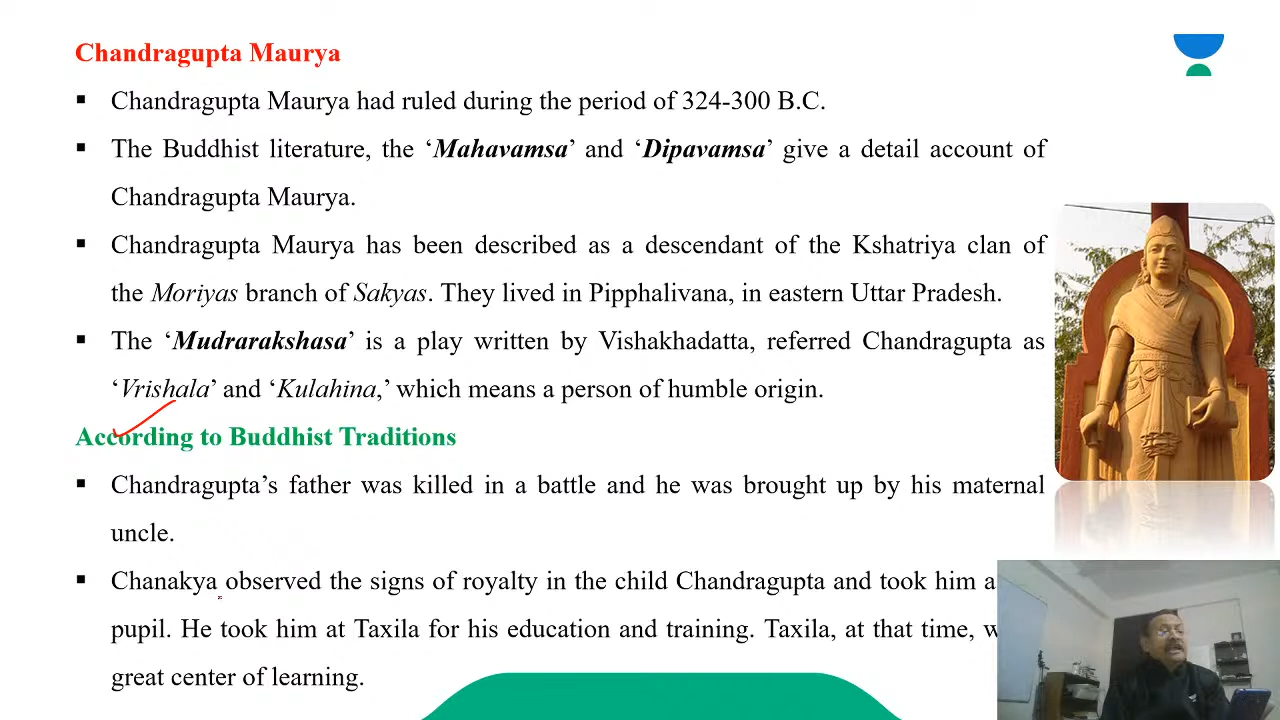 Chandragupta Maurya
▪ Chandragupta Maurya had ruled during the period of 324-300 B.C.
▪ The Buddhist literature, the ‘Mahavamsa’ and ‘Dipavamsa’ give a detail account of
Chandragupta Maurya.
▪ Chandragupta Maurya has been described as a descendant of the Kshatriya clan of
the Moriyas branch of Sakyas. They lived in Pipphalivana, in eastern Uttar Pradesh.
▪ The ‘Mudrarakshasa’ is a play written by Vishakhadatta, referred Chandragupta as
‘Vrishala’ and ‘Kulahina,’ which means a person of humble origin.
According to Buddhist Traditions
▪ Chandragupta’s father was killed in a battle and he was brought up by his maternal
uncle.
▪ Chanakya observed the signs of royalty in the child Chandragupta and took him
pupil. He took him at Taxila for his education and training. Taxila, at that time,
great center of learning.